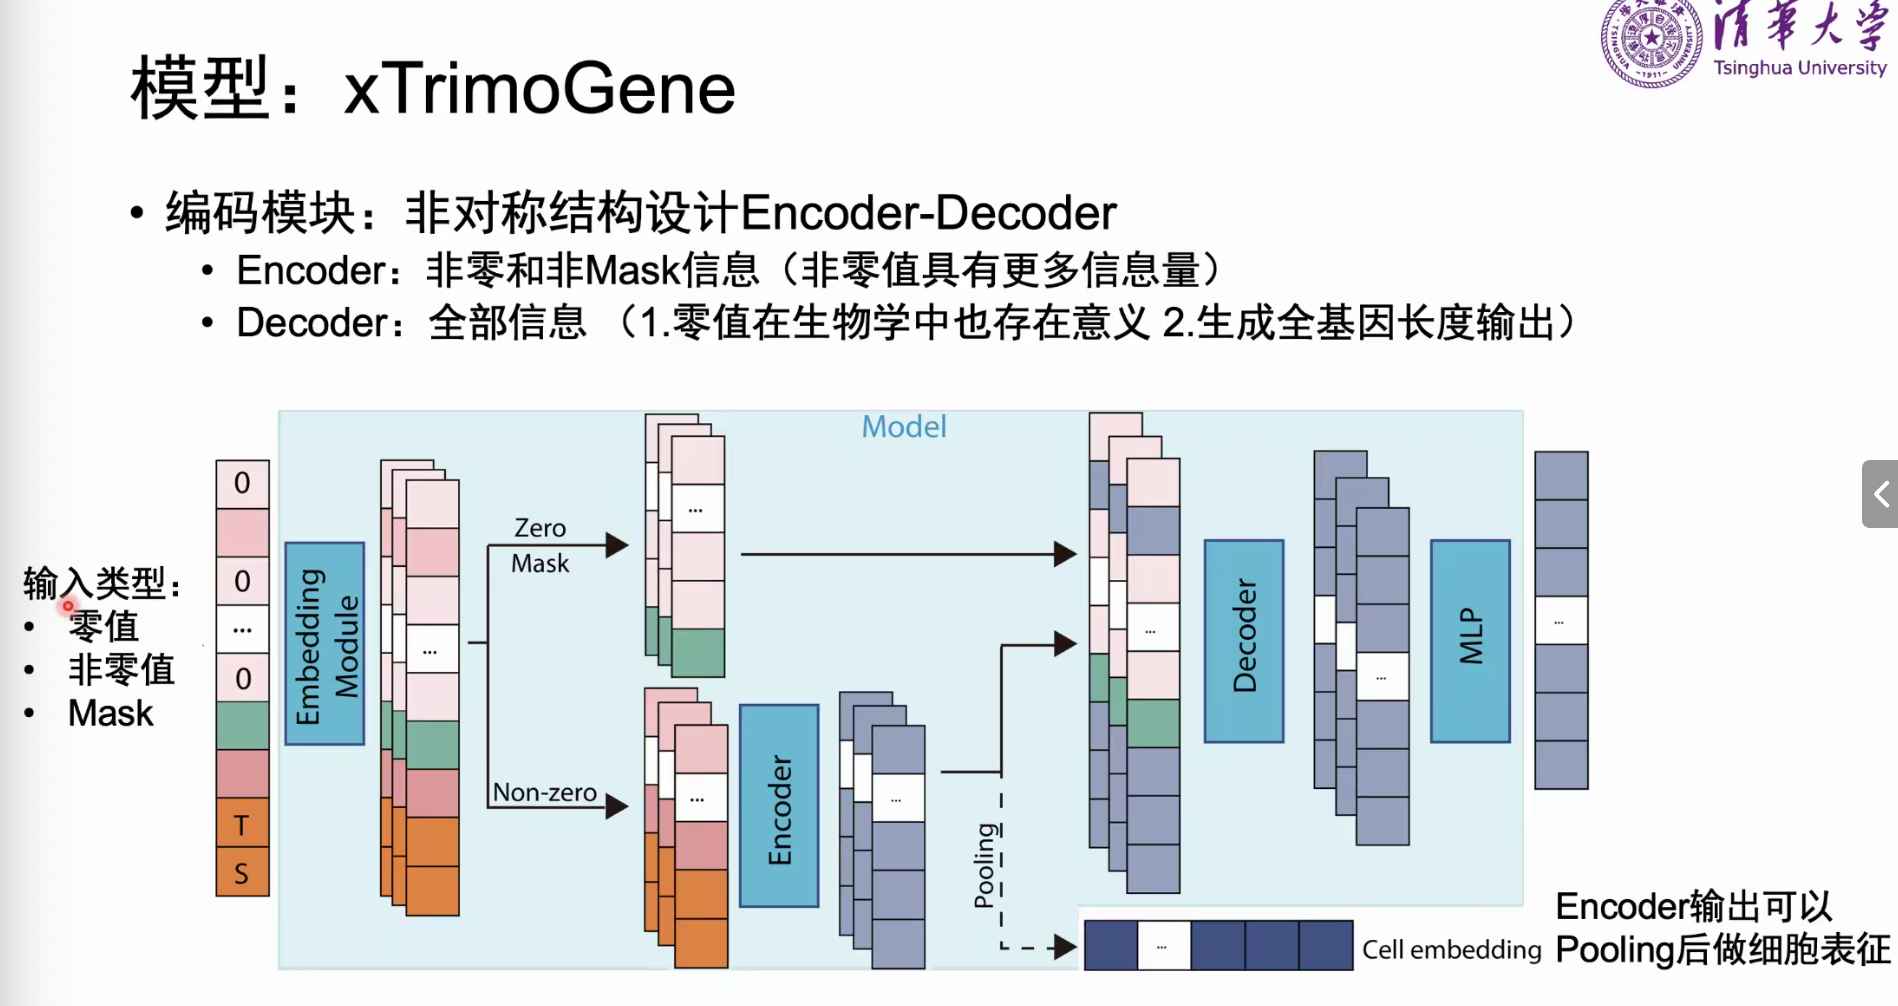 清华大学
Tsinghua University
模型：xTrimoGene
• 编码模块：非对称结构设计Encoder-Decoder
• Encoder：非零和非Mask信息（非零值具有更多信息量）
• Decoder：全部信息 （1.零值在生物学中也存在意义 2.生成全基因长度输出）
Model
输入类型：
• 零值
• 非零值
• Mask
0
0
...
0
T
S
Embedding
Module
...
Zero
Mask
Non-zero
...
...
Encoder
...
Pooling
...
Decoder
...
MLP
...
...
Cell embedding
Encoder输出可以
Pooling后做细胞表征